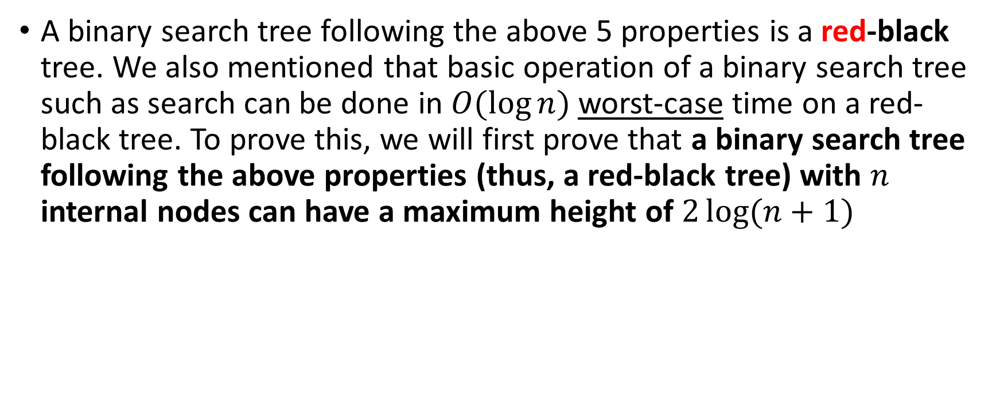 • A binary search tree following the above 5 properties is a red-black
tree. We also mentioned that basic operation of a binary search tree
such as search can be done in O(log n) worst-case time on a red-
black tree. To prove this, we will first prove that a binary search tree
following the above properties (thus, a red-black tree) with n
internal nodes can have a maximum height of 2 log(n + 1)